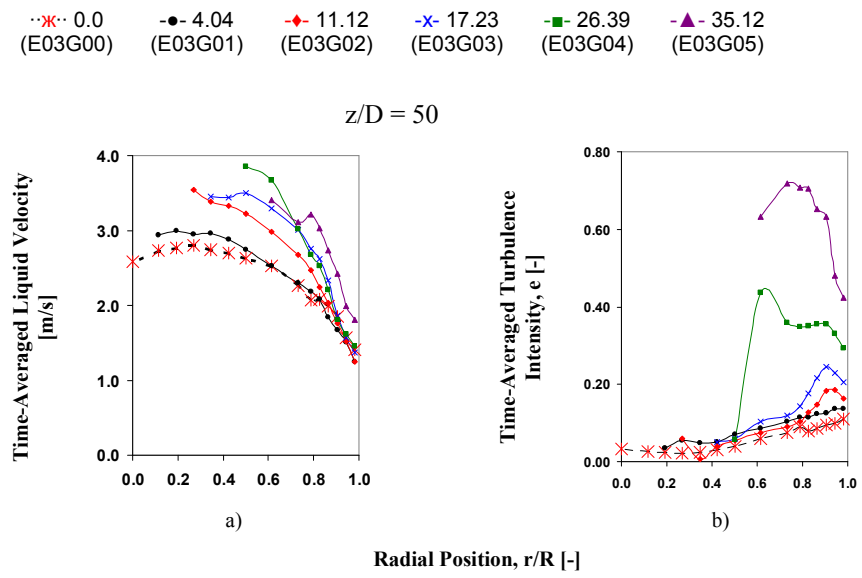 0.0 4.04 11.12 17.23 26.39 35.12
(E03G00) (E03G01) (E03G02) (E03G03) (E03G04) (E03G05)
z/D = 50
Time-Averaged Liquid Velocity
[m/s]
4.0
3.0
2.0
1.0
0.0
0.0 0.2 0.4 0.6 0.8 1.0
a)
Time-Averaged Turbulence
Intensity, e [-]
0.80
0.60
0.40
0.20
0.00
0.0 0.2 0.4 0.6 0.8 1.0
b)
Radial Position, r/R [-]